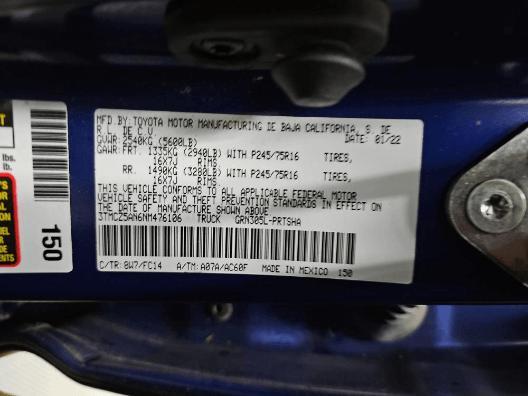 MFD.BY:TOYOTA MOTOR MANUFACTURING DE BAJA CALIFORNIA, S. DE
R.L. DE C.V. DATE: 01/22
GVWR:2540KG (5600LB)
GAWR:FRT. 1335KG (2940LB) WITH P245/75R16 TIRES,
16X7J RIMS,
RR. 1490KG (3280LB) WITH P245/75R16 TIRES,
16X7J RIMS
THIS VEHICLE CONFORMS TO ALL APPLICABLE FEDERAL MOTOR
VEHICLE SAFETY AND BUMPER STANDARDS IN EFFECT ON
THE DATE OF MANUFACTURE SHOWN ABOVE
3TMCZ5AN6NM476106 TRUCK GRN305L-PRTSHA
C/TR: 8W7/FC14 A/TM: A07A/AC60F MADE IN MEXICO 150
150
lbs.